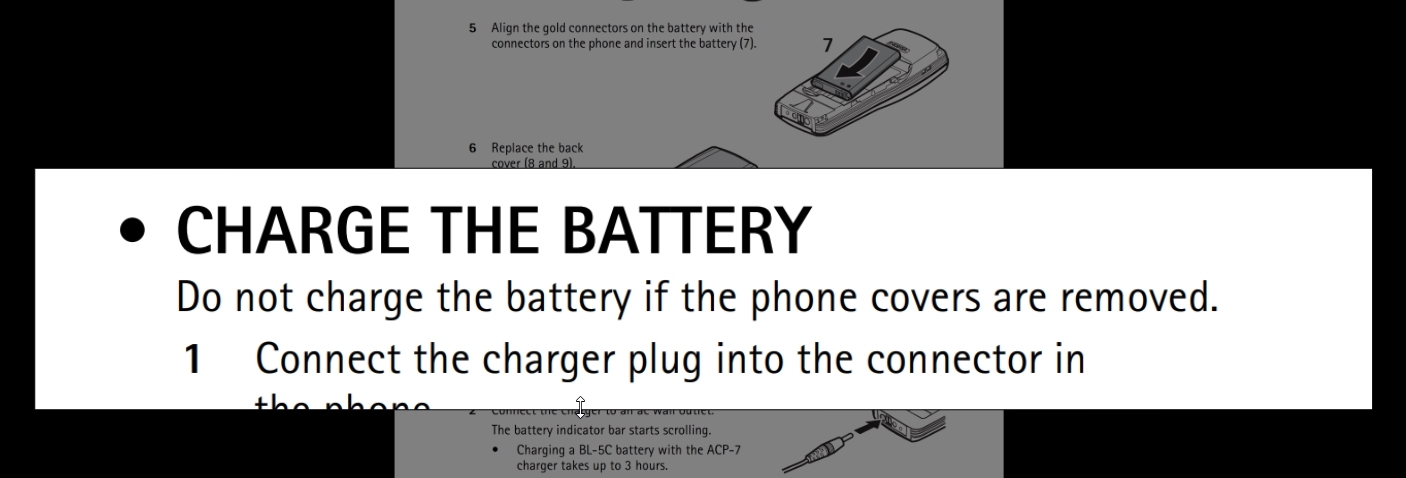 5 Align the gold connectors on the battery with the
connectors on the phone and insert the battery (7).
7
6 Replace the back
cover (8 and 9).
• CHARGE THE BATTERY
Do not charge the battery if the phone covers are removed.
1 Connect the charger plug into the connector in
the phone
2 Connect the charger to an ac wall outlet.
The battery indicator bar starts scrolling.
• Charging a BL-5C battery with the ACP-7
charger takes up to 3 hours.